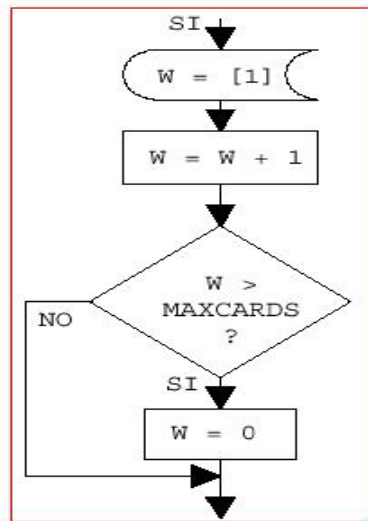 SI
W = [1]
W = W + 1
W >
MAXCARDS
?
NO
SI
W = 0